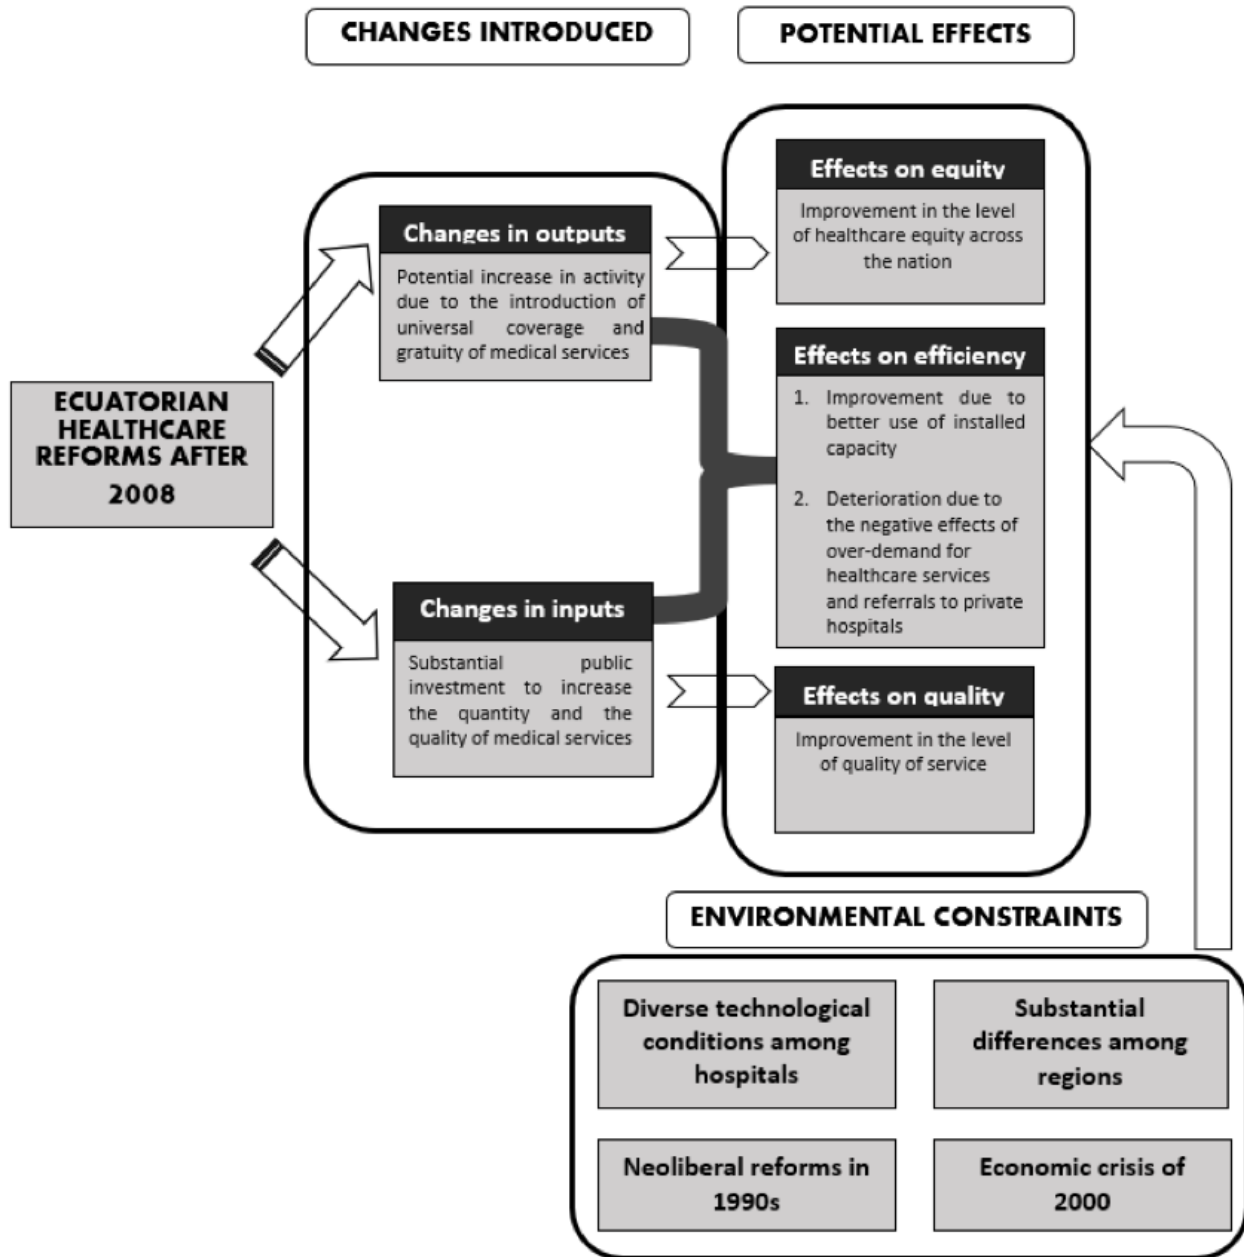 CHANGES INTRODUCED
POTENTIAL EFFECTS
ECUATORIAN
HEALTHCARE
REFORMS AFTER
2008
Changes in outputs
Potential increase in activity
due to the introduction of
universal coverage and
gratuity of medical services
Changes in inputs
Substantial public
investment to increase
the quantity and the
quality of medical services
Effects on equity
Improvement in the level
of healthcare equity across
the nation
Effects on efficiency
1. Improvement due to
better use of installed
capacity
2. Deterioration due to
the negative effects of
over-demand for
healthcare services
and referrals to private
hospitals
Effects on quality
Improvement in the level
of quality of service
ENVIRONMENTAL CONSTRAINTS
Diverse technological
conditions among
hospitals
Substantial
differences among
regions
Neoliberal reforms in
1990s
Economic crisis of
2000